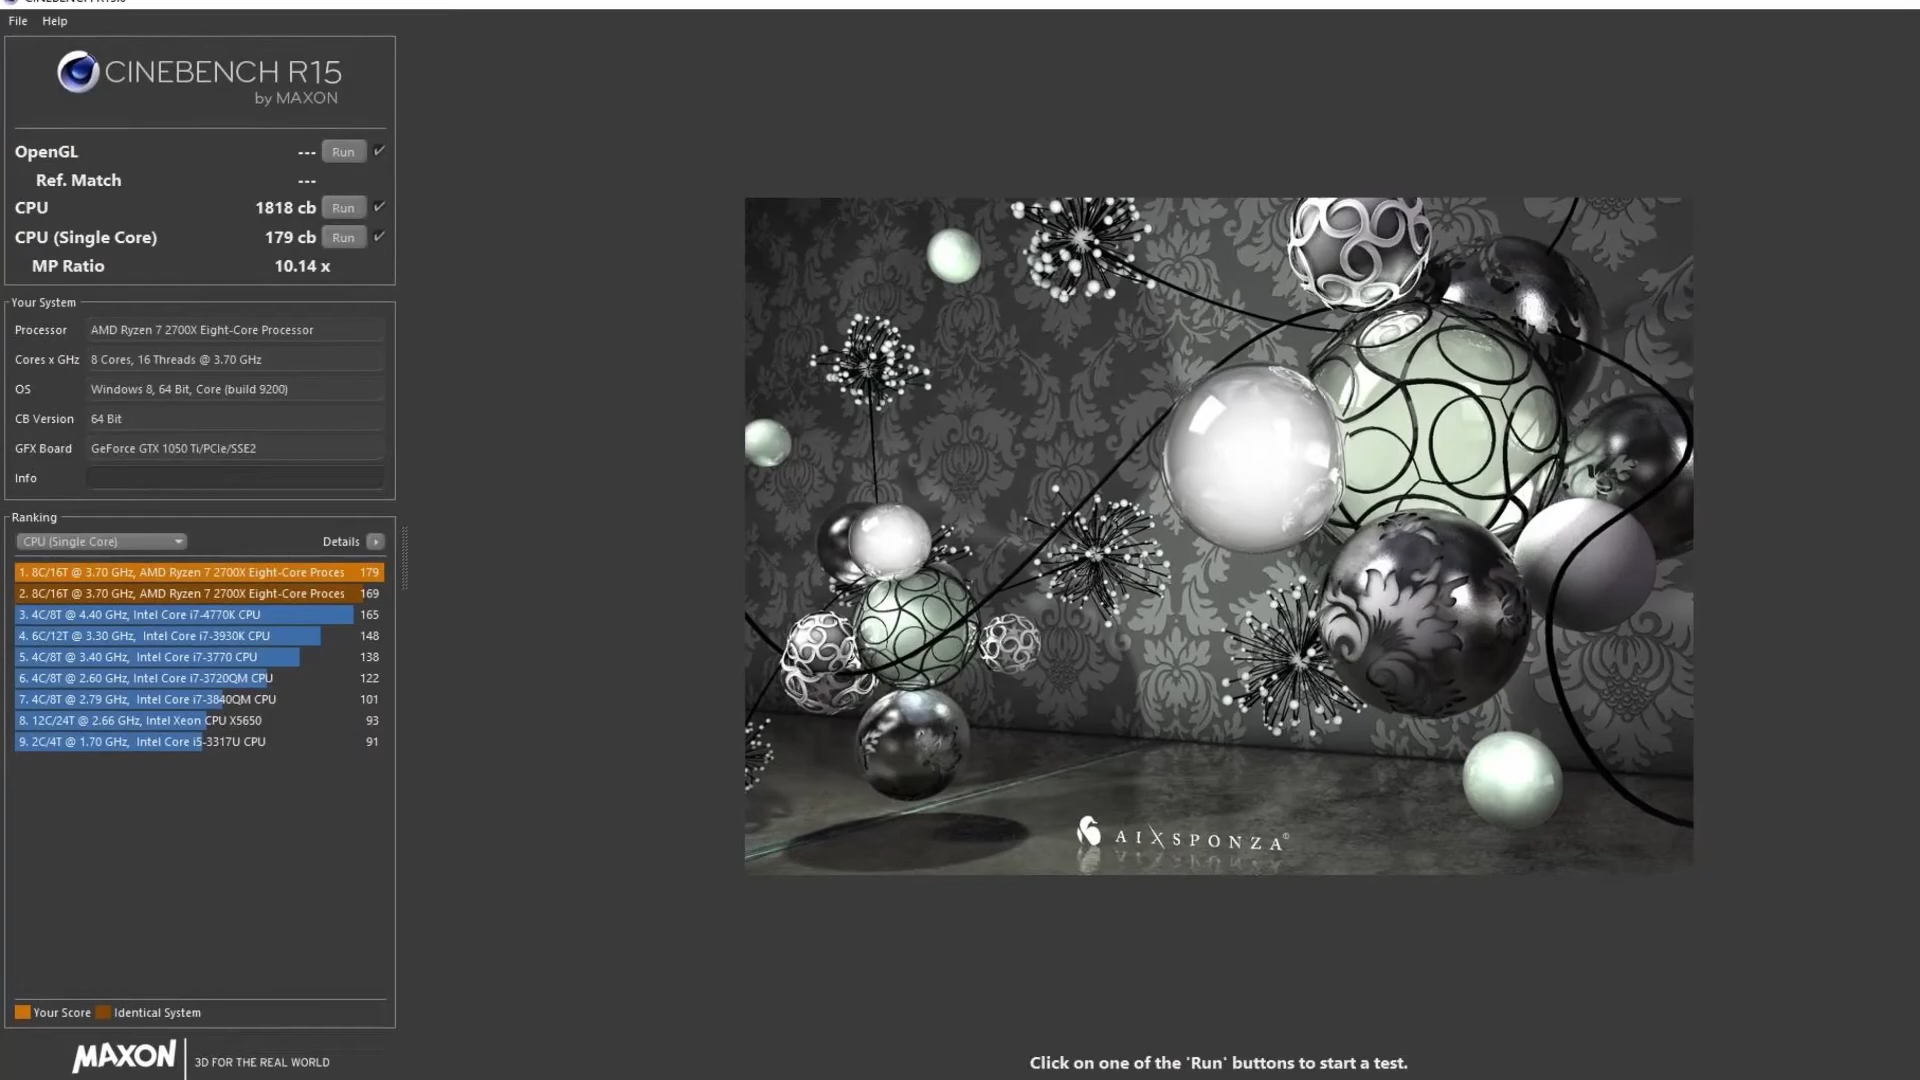 CINEBENCH R15.0
File Help
CINEBENCH R15
by MAXON
OpenGL --- Run
Ref. Match ---
CPU 1818 cb Run
CPU (Single Core) 179 cb Run
MP Ratio 10.14 x
Your System
Processor AMD Ryzen 7 2700X Eight-Core Processor
Cores x GHz 8 Cores, 16 Threads @ 3.70 GHz
OS Windows 8, 64 Bit, Core (build 9200)
CB Version 64 Bit
GFX Board GeForce GTX 1050 Ti/PCIe/SSE2
Info
Ranking
CPU (Single Core) Details
1. 8C/16T @ 3.70 GHz, AMD Ryzen 7 2700X Eight-Core Proces 179
2. 8C/16T @ 3.70 GHz, AMD Ryzen 7 2700X Eight-Core Proces 169
3. 4C/8T @ 4.40 GHz, Intel Core i7-4770K CPU 165
4. 6C/12T @ 3.30 GHz, Intel Core i7-3930K CPU 148
5. 4C/8T @ 3.40 GHz, Intel Core i7-3770 CPU 138
6. 4C/8T @ 2.60 GHz, Intel Core i7-3720QM CPU 122
7. 4C/8T @ 2.79 GHz, Intel Core i7-3840QM CPU 101
8. 12C/24T @ 2.66 GHz, Intel Xeon CPU X5650 93
9. 2C/4T @ 1.70 GHz, Intel Core i5-3317U CPU 91
AIXSPONZA©
Your Score Identical System
MAXON 3D FOR THE REAL WORLD
Click on one of the 'Run' buttons to start a test.